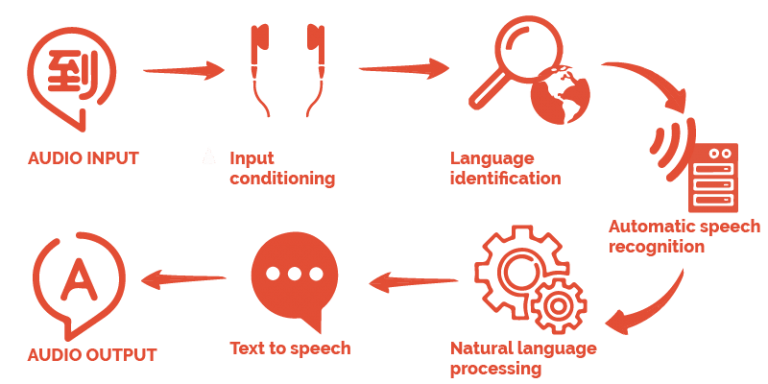 到
AUDIO INPUT
Input
conditioning
Language
identification
Automatic speech
recognition
Natural language
processing
Text to speech
A
AUDIO OUTPUT